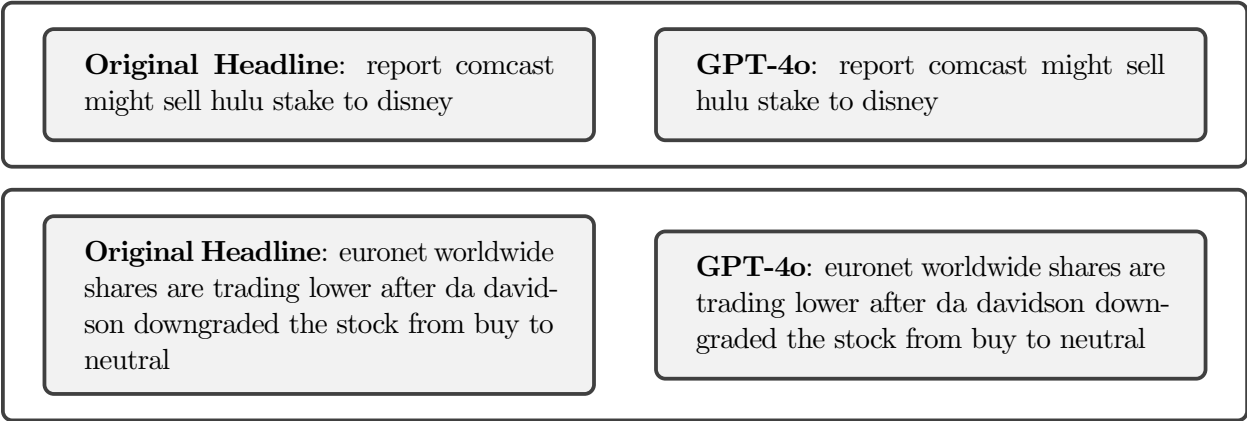 Original Headline: report comcast
might sell hulu stake to disney
GPT-4o: report comcast might sell
hulu stake to disney
Original Headline: euronet worldwide
shares are trading lower after da david-
son downgraded the stock from buy to
neutral
GPT-4o: euronet worldwide shares are
trading lower after da davidson down-
graded the stock from buy to neutral